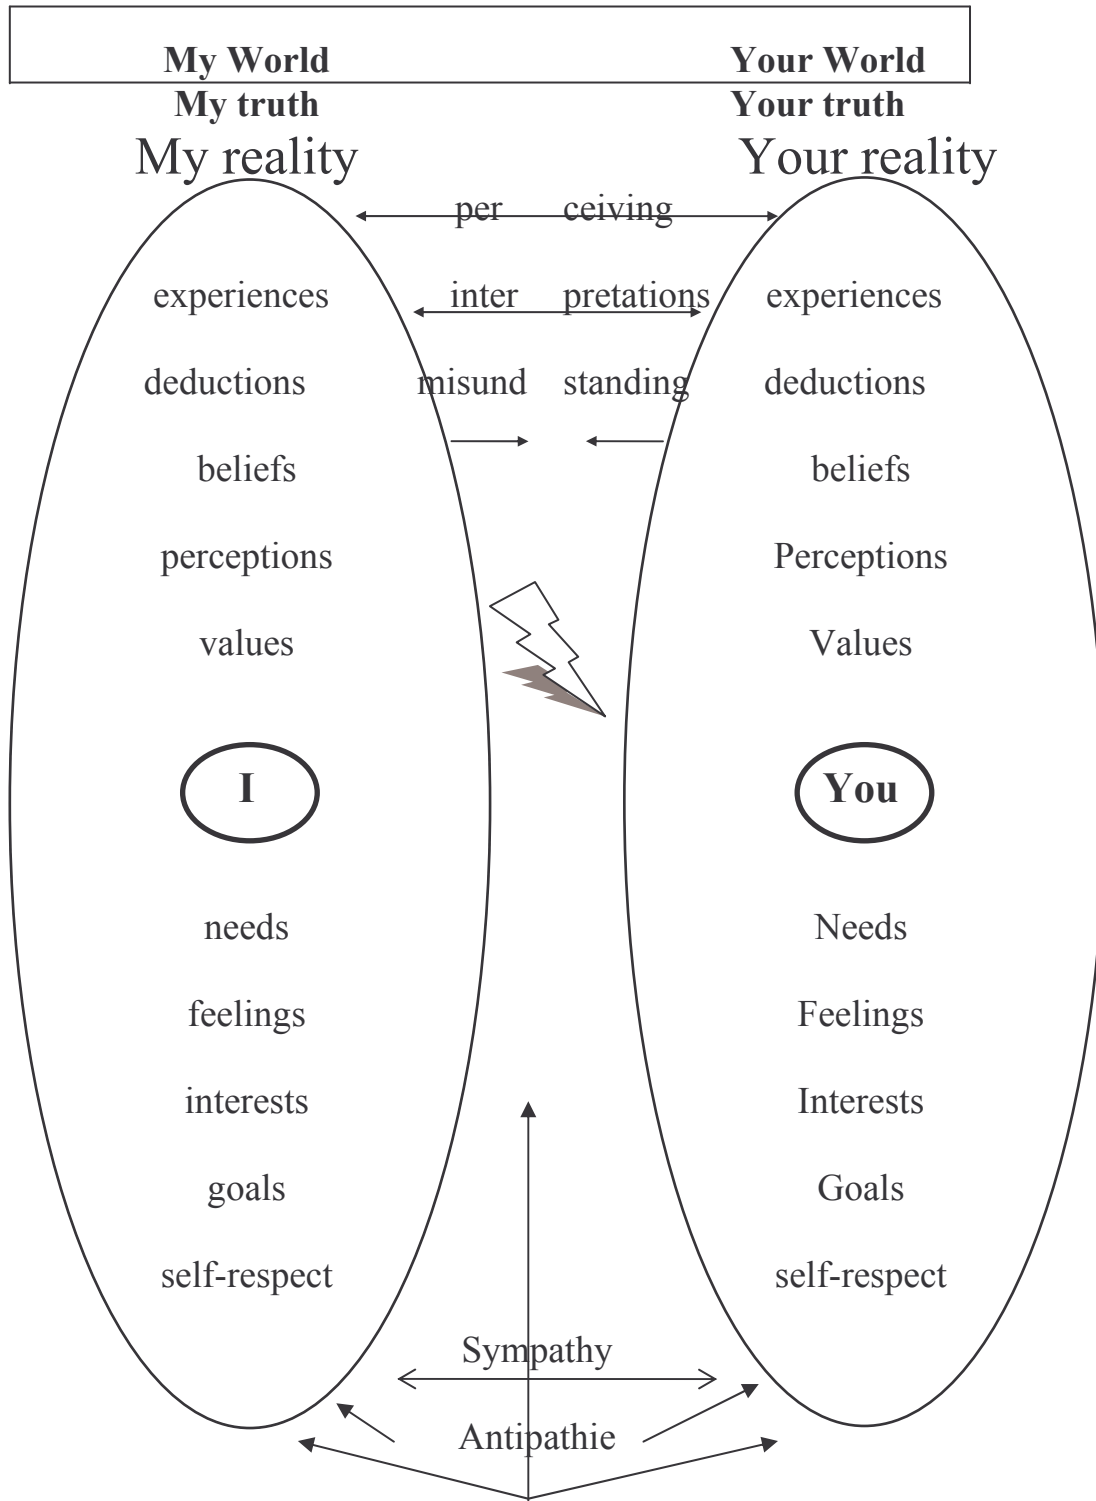 My World Your World
My truth Your truth
My reality Your reality
per ceiving
experiences inter pretations experiences
deductions misund standing deductions
beliefs beliefs
perceptions Perceptions
values Values
I You
needs Needs
feelings Feelings
interests Interests
goals Goals
self-respect self-respect
Sympathy
Antipathie